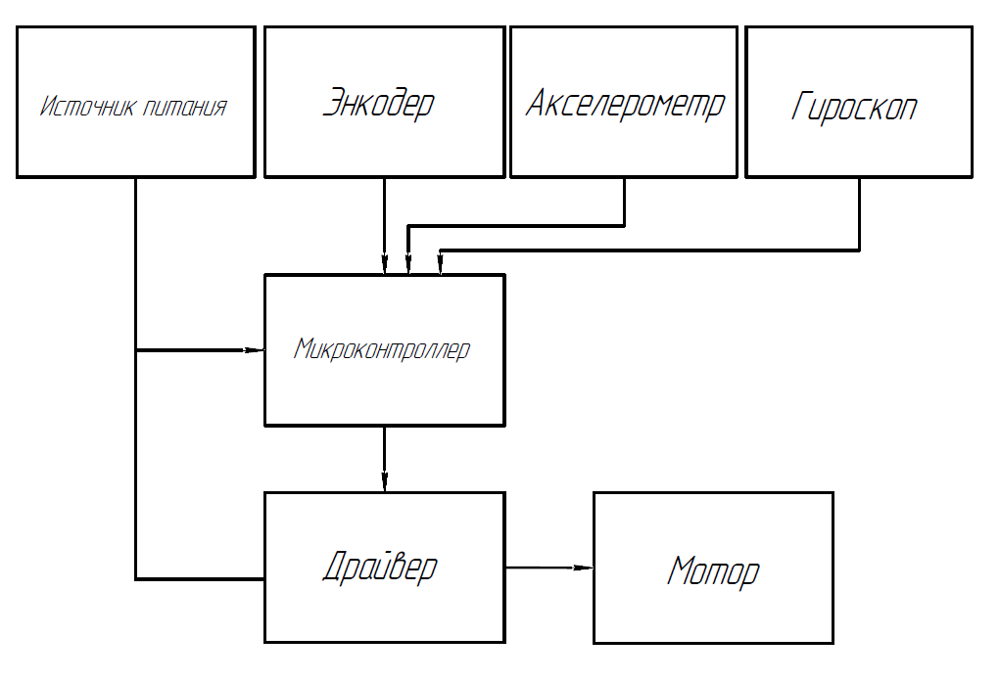 Источник питания
Энкодер
Акселерометр
Гироскоп
Микроконтроллер
Драйвер
Мотор